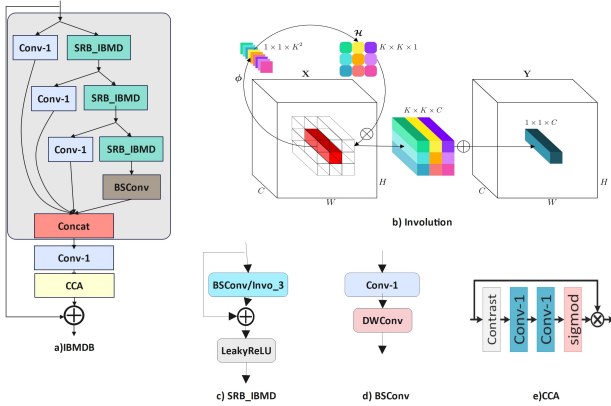 Conv-1
SRB_IBMD
Conv-1
SRB_IBMD
Conv-1
SRB_IBMD
BSConv
Concat
Conv-1
CCA
a)IBMDB
1 × 1 × K²
ℋ
K × K × 1
ϕ
X
Y
K × K × C
1 × 1 × C
C
W
H
C
W
H
b) Involution
BSConv/Invo_3
LeakyReLU
c) SRB_IBMD
Conv-1
DWConv
d) BSConv
Contrast
Conv-1
Conv-1
sigmod
e)CCA